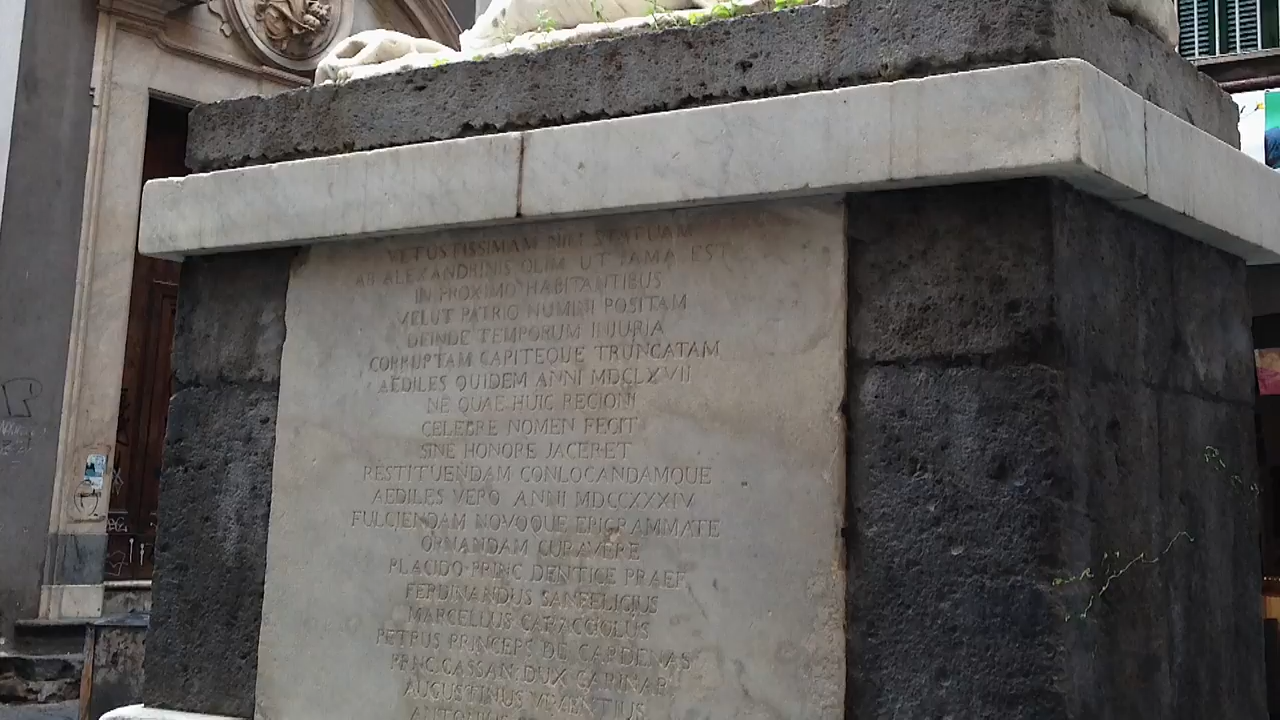 VETUSTISSIMAM NILI STATUAM
AB ALEXANDRINIS OLIM UT FAMA EST
IN PROXIMO HABITANTIBUS
VELUT PATRIO NUMINI POSITAM
DEINDE TEMPORUM INJURIA
CORRUPTAM CAPITEQUE TRUNCATAM
AEDILES QUIDEM ANNI MDCLXVII
NE QUAE HUIC REGIONI
CELEBRE NOMEN FECIT
SINE HONORE JACERET
RESTITUENDAM CONLOCANDAMQUE
AEDILES VERO ANNI MDCCXXXIV
FULCIENDAM NOVOQUE EPIGRAMMATE
ORNANDAM CURAVERE
PLACIDO PRINC. DENTICE PRAEF.
FERDINANDUS SANFELICIUS
MARCELLUS CARACCIOLUS
PETRUS PRINCEPS DE CARDENAS
PRINC. CASSAN. DUX CARINAR
AUGUSTINUS VIVENTIUS
ANTONIUS